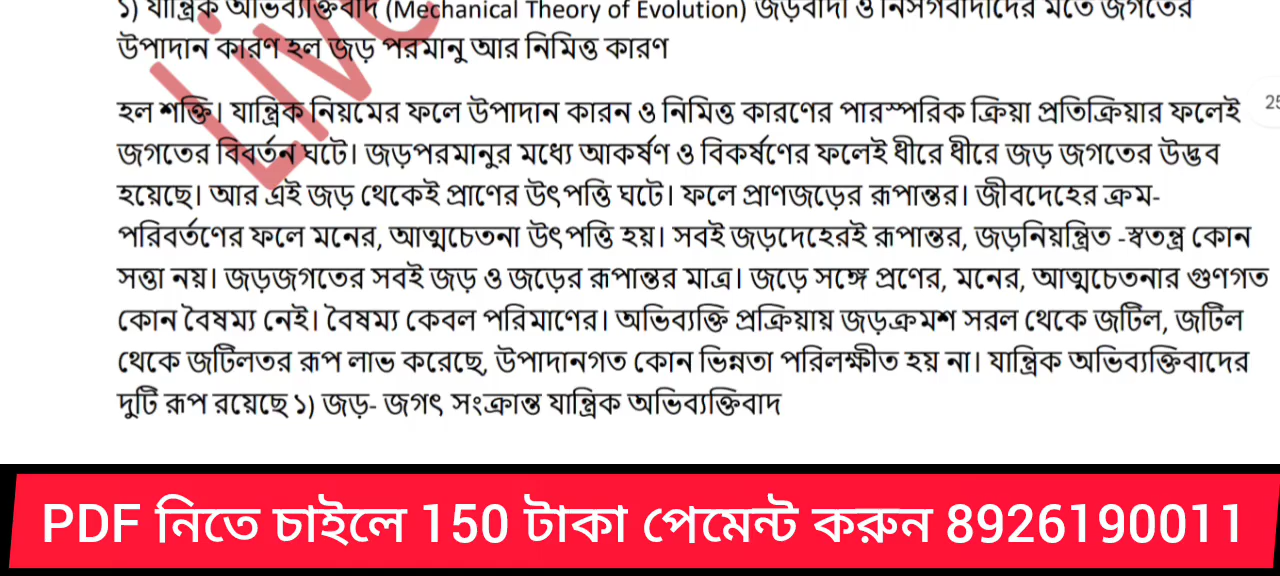 ১) যান্ত্রিক অভিব্যক্তিবাদ (Mechanical Theory of Evolution) জড়বাদী ও নিসর্গবাদীদের মতে জগতের
উপাদান কারণ হল জড় পরমানু আর নিমিত্ত কারণ
হল শক্তি। যান্ত্রিক নিয়মের ফলে উপাদান কারন ও নিমিত্ত কারণের পারস্পরিক ক্রিয়া প্রতিক্রিয়ার ফলেই
জগতের বিবর্তন ঘটে। জড়পরমানুর মধ্যে আকর্ষণ ও বিকর্ষণের ফলেই ধীরে ধীরে জড় জগতের উদ্ভব
হয়েছে। আর এই জড় থেকেই প্রাণের উৎপত্তি ঘটে। ফলে প্রাণজড়ের রূপান্তর। জীবদেহের ক্রম-
পরিবর্তণের ফলে মনের, আত্মচেতনা উৎপত্তি হয়। সবই জড়দেহেরই রূপান্তর, জড়নিয়ন্ত্রিত -স্বতন্ত্র কোন
সত্তা নয়। জড়জগতের সবই জড় ও জড়ের রূপান্তর মাত্র। জড়ে সঙ্গে প্রণের, মনের, আত্মচেতনার গুণগত
কোন বৈষম্য নেই। বৈষম্য কেবল পরিমাণের। অভিব্যক্তি প্রক্রিয়ায় জড়ক্রমশ সরল থেকে জটিল, জটিল
থেকে জটিলতর রূপ লাভ করেছে, উপাদানগত কোন ভিন্নতা পরিলক্ষীত হয় না। যান্ত্রিক অভিব্যক্তিবাদের
দুটি রূপ রয়েছে ১) জড়- জগৎ সংক্রান্ত যান্ত্রিক অভিব্যক্তিবাদ
Live
25
PDF নিতে চাইলে 150 টাকা পেমেন্ট করুন 8926190011